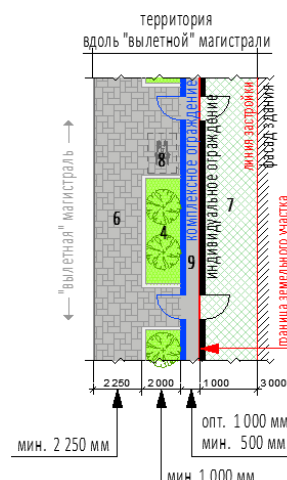 территория
вдоль "вылетной" магистрали
"вылетная" магистраль
6
8
4
комплексное ограждение
9
индивидуальное ограждение
7
линия застройки
фасад здания
граница земельного участка
2 250
2 000
1 000
3 000
мин. 2 250 мм
опт. 1 000 мм
мин. 500 мм
мин. 1 000 мм